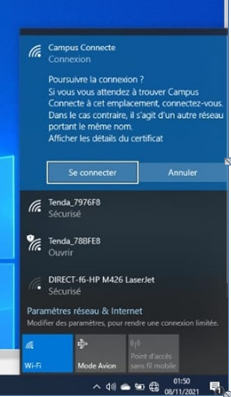 Campus Connecte
Connexion
Poursuivre la connexion ?
Si vous vous attendez à trouver Campus
Connecte à cet emplacement, connectez-vous.
Dans le cas contraire, il s'agit d'un autre réseau
portant le même nom.
Afficher les détails du certificat
Se connecter
Annuler
Tenda_7976F8
Sécurisé
Tenda_78BFE8
Ouvrir
DIRECT-f6-HP M426 LaserJet
Sécurisé
Paramètres réseau & Internet
Modifier des paramètres, pour rendre une connexion limitée.
Wi-Fi
Mode Avion
Point d'accès
sans fil mobile
01:50
08/11/2021